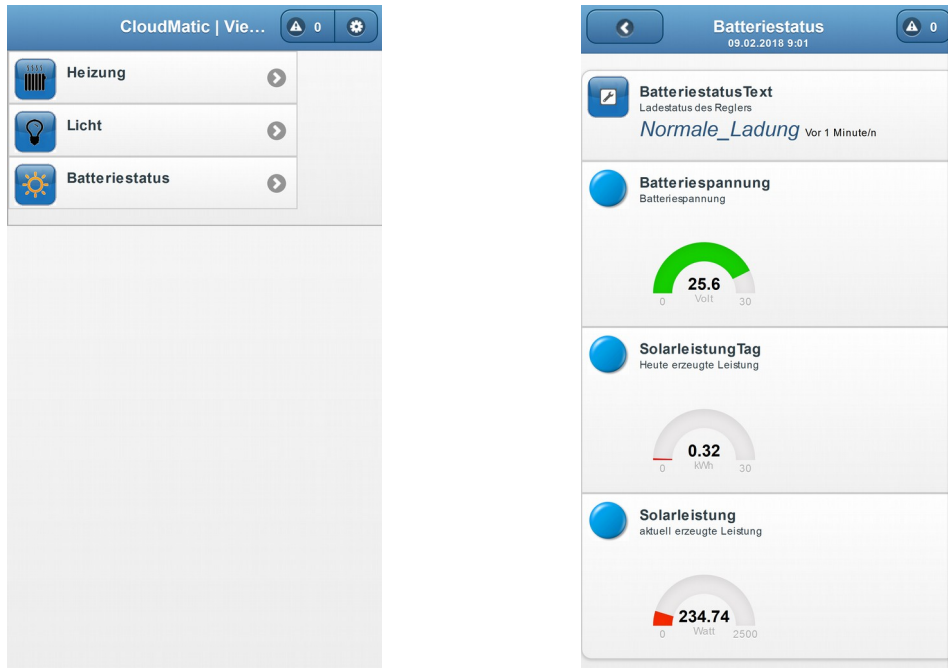 CloudMatic | Vie...
0
Heizung
Licht
Batteriestatus
Batteriestatus
09.02.2018 9:01
0
BatteriestatusText
Ladestatus des Reglers
Normale_Ladung Vor 1 Minute/n
Batteriespannung
Batteriespannung
25.6
0 Volt 30
SolarleistungTag
Heute erzeugte Leistung
0.32
0 kWh 30
Solarleistung
aktuell erzeugte Leistung
234.74
0 Watt 2500